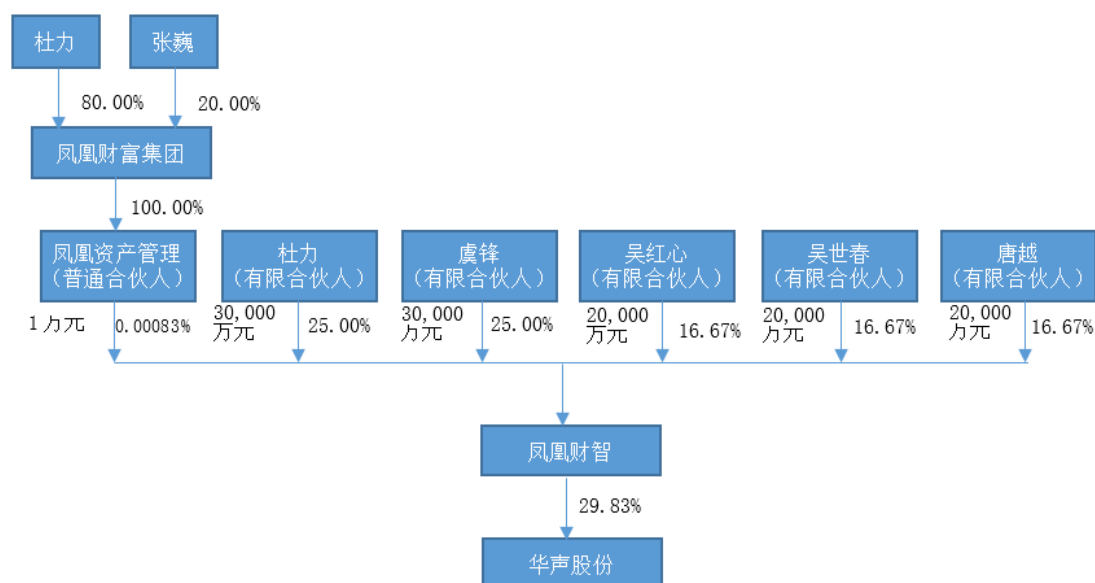 杜力
张巍
80.00%
20.00%
凤凰财富集团
100.00%
凤凰资产管理
（普通合伙人）
杜力
（有限合伙人）
虞锋
（有限合伙人）
吴红心
（有限合伙人）
吴世春
（有限合伙人）
唐越
（有限合伙人）
1万元
0.00083%
30,000
万元
25.00%
30,000
万元
25.00%
20,000
万元
16.67%
20,000
万元
16.67%
20,000
万元
16.67%
凤凰财智
29.83%
华声股份